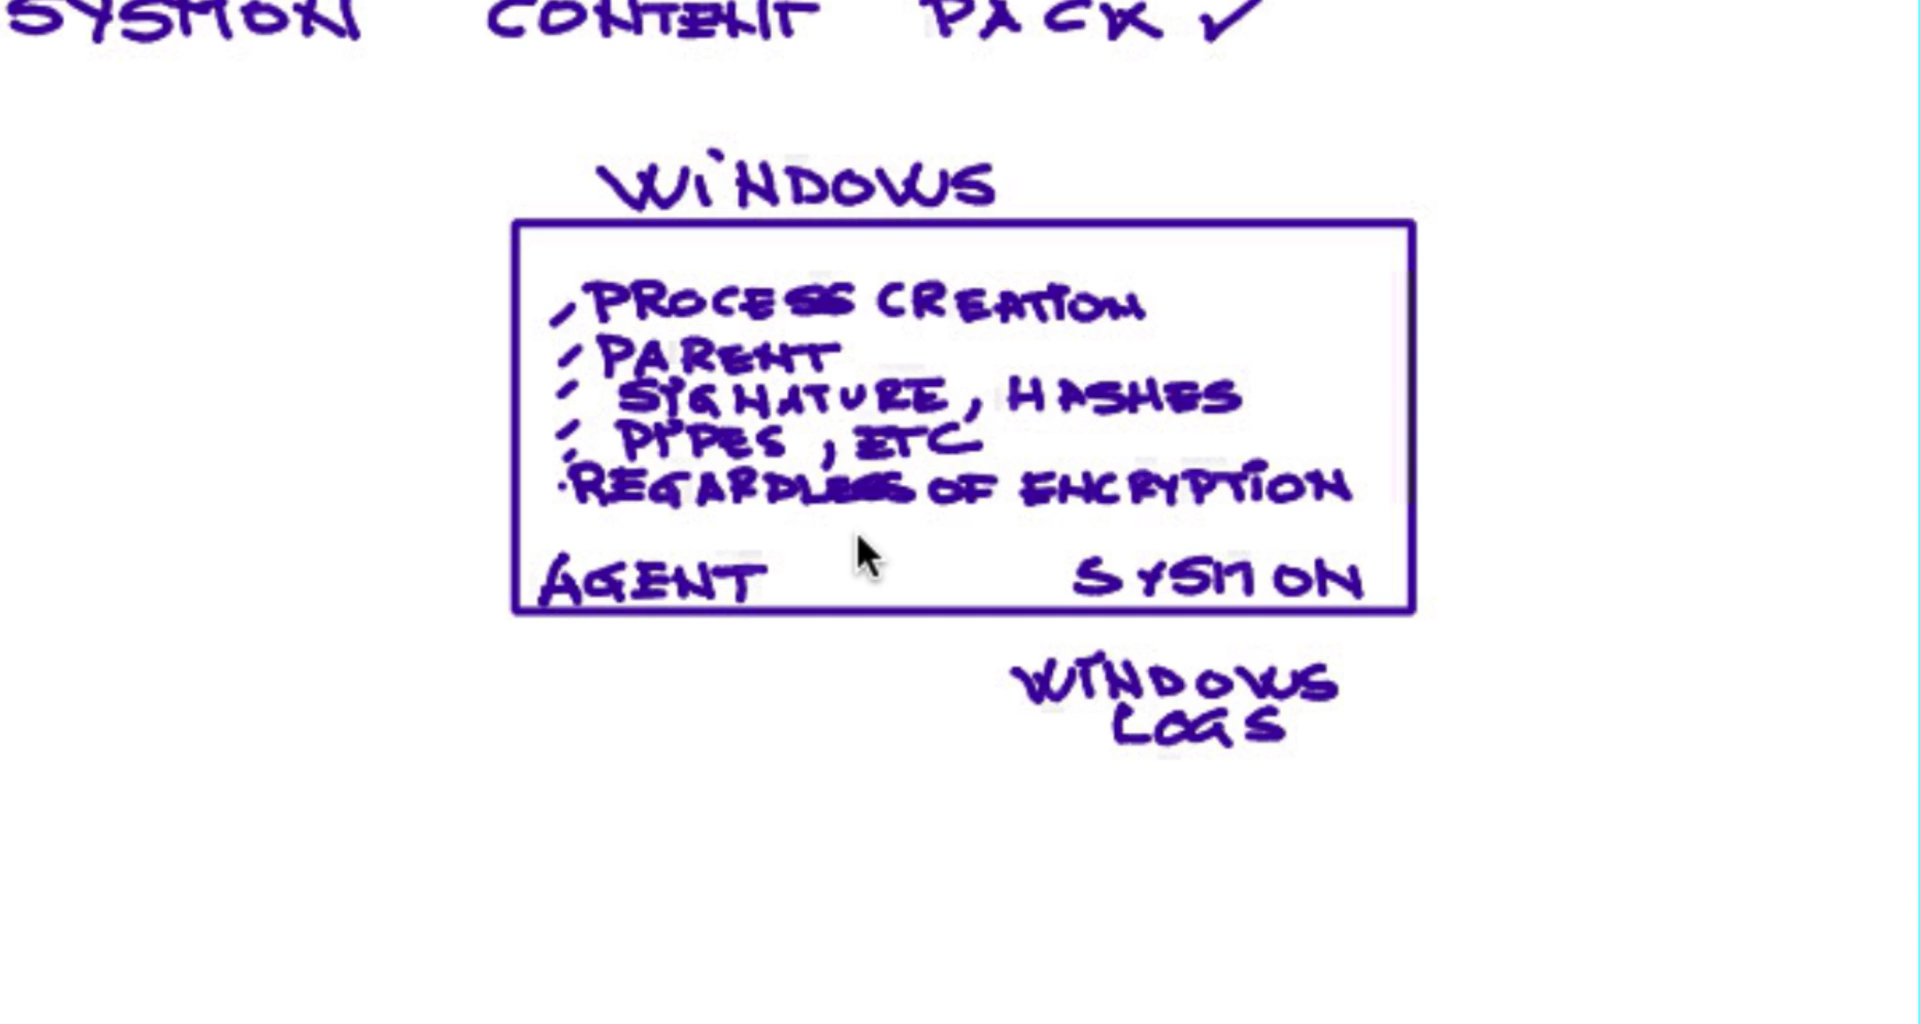 SYSMON CONTENT PACK ✓
WiNDOWS
- PROCESS CREATION
- PARENT
- SIGNATURE, HASHES
- PIPES, ETC
- REGARDLESS OF ENCRYPTION
AGENT SYSMON
WINDOWS
LOGS